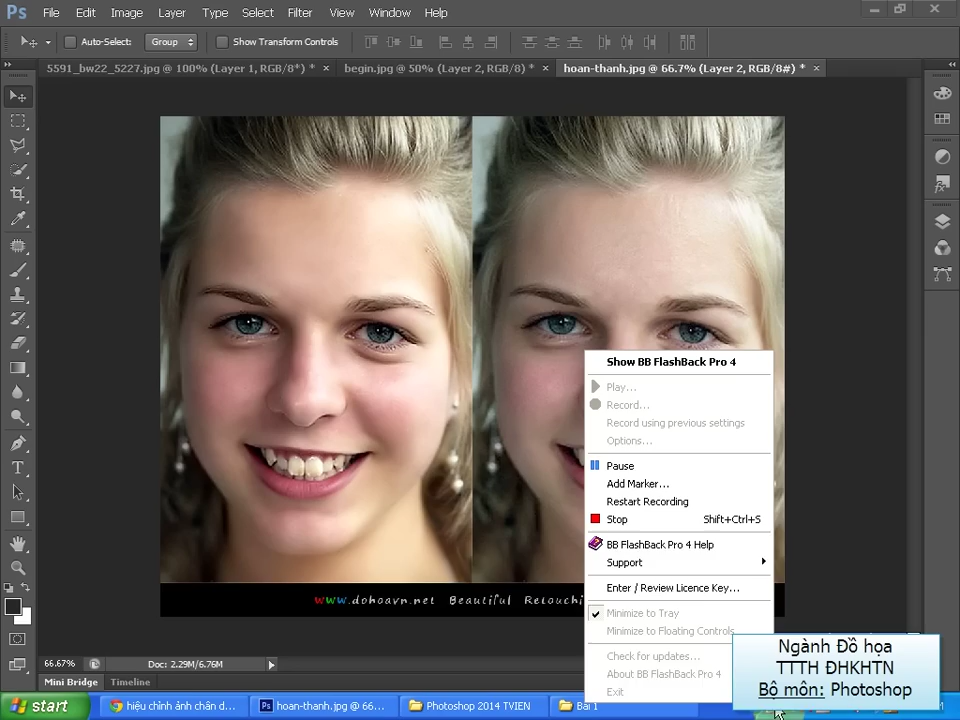 Ps File Edit Image Layer Type Select Filter View Window Help
Auto-Select: Group Show Transform Controls
5591_bw22_5227.jpg @ 100% (Layer 1, RGB/8*) * × begin.jpg @ 50% (Layer 2, RGB/8) * × hoan-thanh.jpg @ 66.7% (Layer 2, RGB/8#) * ×
Show BB FlashBack Pro 4
Play...
Record...
Record using previous settings
Options...
Pause
Add Marker...
Restart Recording
Stop Shift+Ctrl+S
BB FlashBack Pro 4 Help
Support
Enter / Review Licence Key...
Minimize to Tray
Minimize to Floating Controls
Check for updates...
About BB FlashBack Pro 4
Exit
www.dohoavn.net Beautiful Retouchi
66.67% Doc: 2.29M/6.76M
Mini Bridge Timeline
Ngành Đồ họa
TTTH ĐHKHTN
Bộ môn: Photoshop
start hiệu chỉnh ảnh chân d... hoan-thanh.jpg @ 66... Photoshop 2014 TVIEN Bai 1